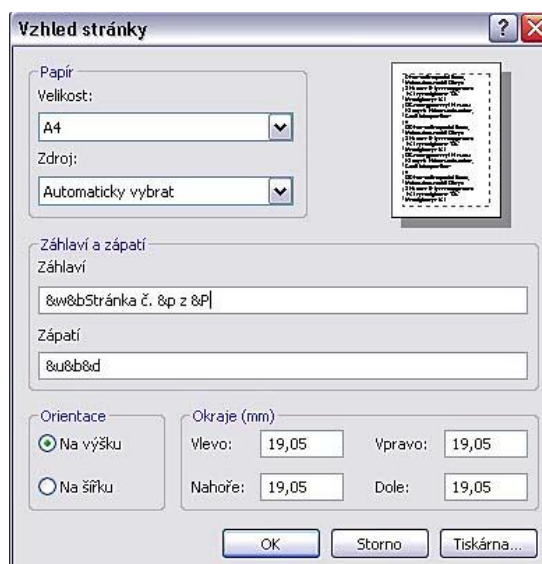 Vzhled stránky
Papír
Velikost:
A4
Zdroj:
Automaticky vybrat
Záhlaví a zápatí
Záhlaví
&w&bStránka č. &p z &P
Zápatí
&u&b&d
Orientace
Na výšku
Na šířku
Okraje (mm)
Vlevo: 19,05 Vpravo: 19,05
Nahoře: 19,05 Dole: 19,05
OK Storno Tiskárna...